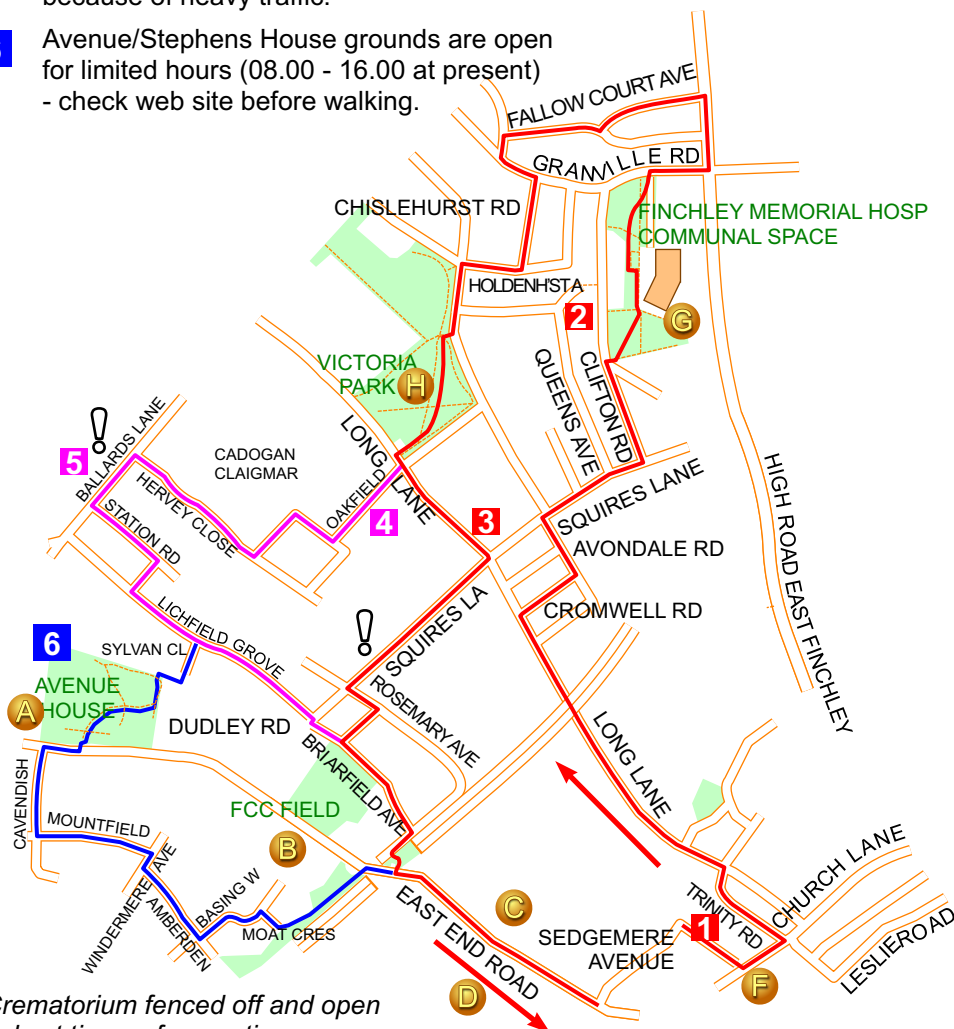 because of heavy traffic.
Avenue/Stephens House grounds are open
for limited hours (08.00 - 16.00 at present)
- check web site before walking.
FALLOW COURT AVE
GRANVILLE RD
CHISLEHURST RD
FINCHLEY MEMORIAL HOSP
COMMUNAL SPACE
HOLDENH'STA
2
G
VICTORIA
PARK
H
QUEENS AVE
CLIFTON RD
LONG LANE
BALLARDS LANE
!
5
CADOGAN
CLAIGMAR
HERVEY CLOSE
OAKFIELD
4
3
SQUIRES LANE
HIGH ROAD EAST FINCHLEY
STATION RD
AVONDALE RD
CROMWELL RD
LICHFIELD GROVE
!
SQUIRES LA
6
SYLVAN CL
AVENUE
HOUSE
A
ROSEMARY AVE
DUDLEY RD
BRIARFIELD AVE
LONG LANE
CAVENDISH
MOUNTFIELD
FCC FIELD
B
WINDERMERE AVE
AMBERDEN
BASING W
MOAT CRES
EAST END ROAD
C
D
SEDGEMERE
AVENUE
1
TRINITY RD
CHURCH LANE
F
LESLIEROAD
Crematorium fenced off and open